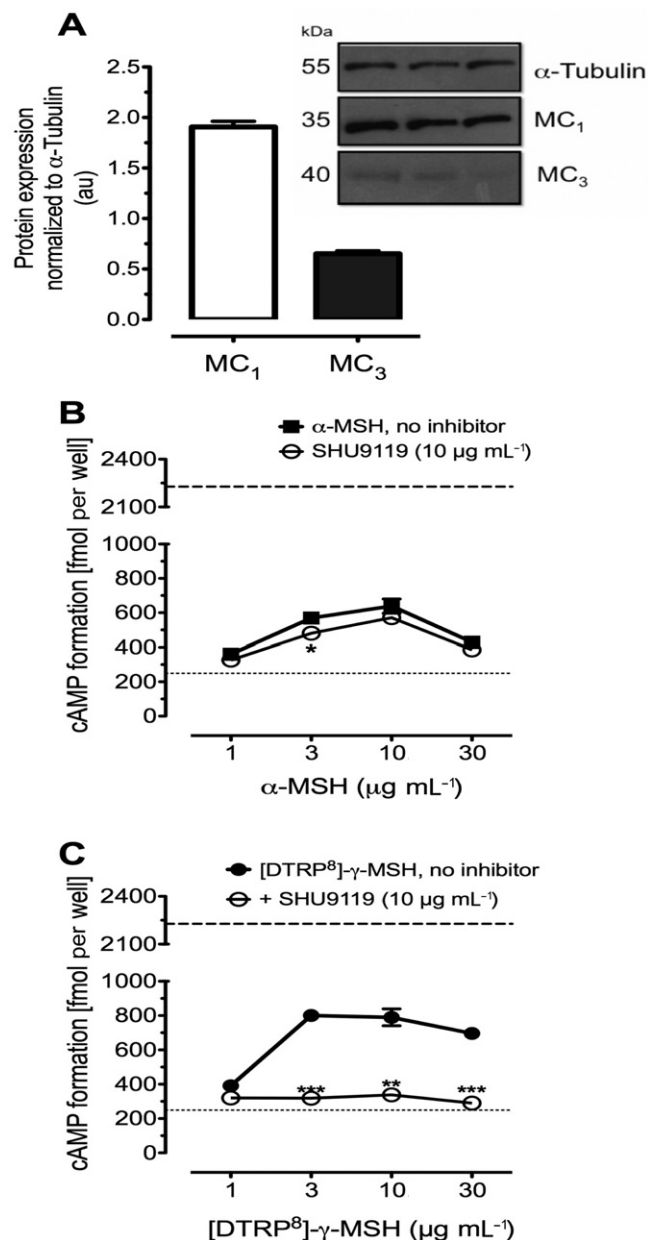 A
kDa
55 α-Tubulin
35 MC₁
40 MC₃
Protein expression
normalized to α-Tubulin
(au)
2.5
2.0
1.5
1.0
0.5
0.0
MC₁ MC₃
B
α-MSH, no inhibitor
SHU9119 (10 µg mL⁻¹)
cAMP formation [fmol per well]
2400
2100
1000
800
600
400
200
0
*
1 3 10 30
α-MSH (µg mL⁻¹)
C
[DTRP⁸]-γ-MSH, no inhibitor
+ SHU9119 (10 µg mL⁻¹)
cAMP formation [fmol per well]
2400
2100
1000
800
600
400
200
0
*** ** ***
1 3 10 30
[DTRP⁸]-γ-MSH (µg mL⁻¹)